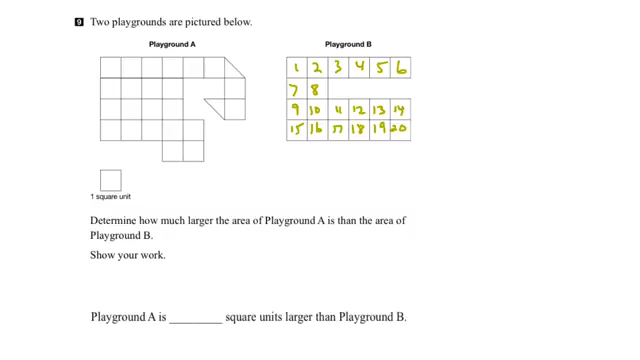 9 Two playgrounds are pictured below.
Playground A Playground B
1 2 3 4 5 6
7 8
9 10 11 12 13 14
15 16 17 18 19 20
1 square unit
Determine how much larger the area of Playground A is than the area of
Playground B.
Show your work.
Playground A is ________ square units larger than Playground B.